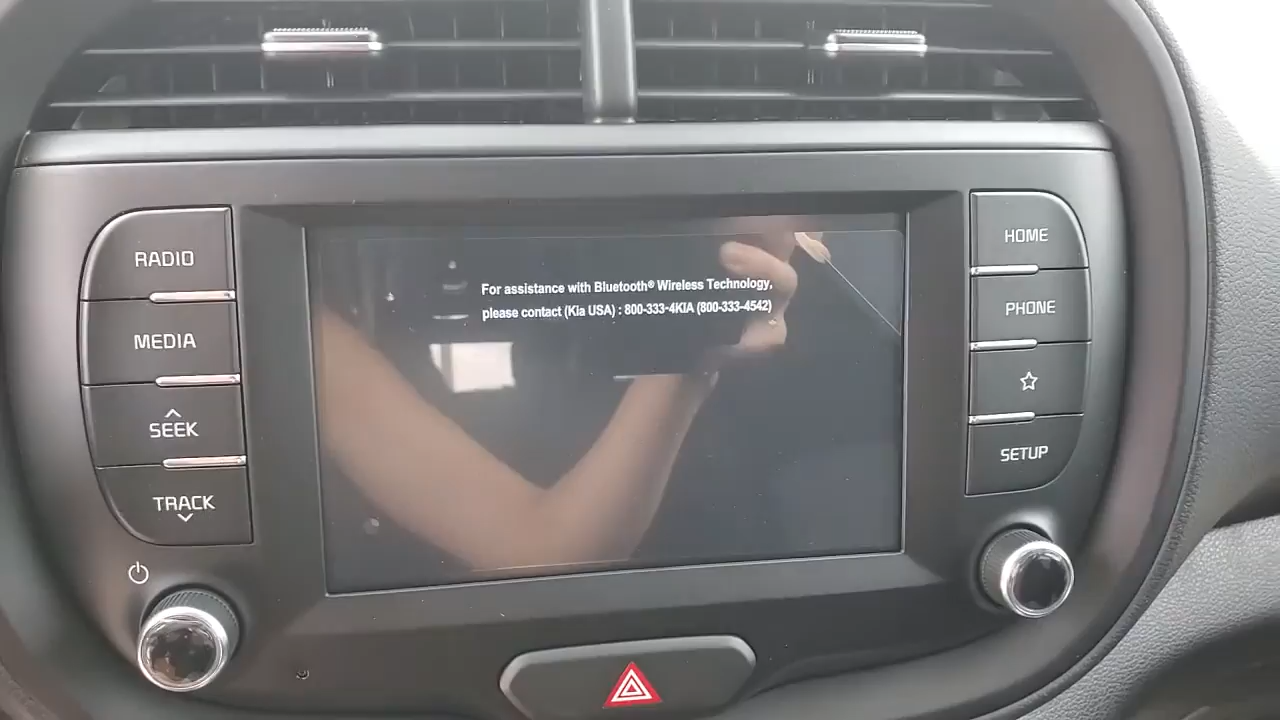 RADIO
MEDIA
SEEK
TRACK
For assistance with Bluetooth® Wireless Technology,
please contact (Kia USA) : 800-333-4KIA (800-333-4542)
HOME
PHONE
SETUP